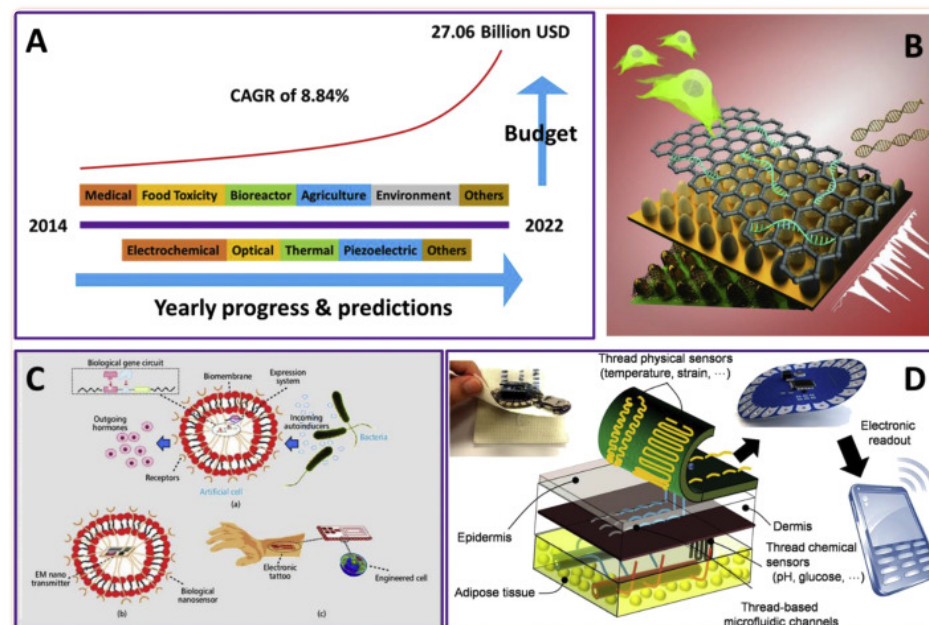 A
27.06 Billion USD
CAGR of 8.84%
Budget
Medical Food Toxicity Bioreactor Agriculture Environment Others
2014
2022
Electrochemical Optical Thermal Piezoelectric Others
Yearly progress & predictions
B
C
Biological gene circuit
Biomembrane
Expression
system
Outgoing
hormones
Incoming
autoinducers
Bacteria
Receptors
Artificial cell
(a)
EM nano
transmitter
Biological
nanosensor
(b)
Electronic
tattoo
Engineered cell
(c)
D
Thread physical sensors
(temperature, strain, ...)
Electronic
readout
Epidermis
Dermis
Thread chemical
sensors
(pH, glucose, ...)
Adipose tissue
Thread-based
microfluidic channels